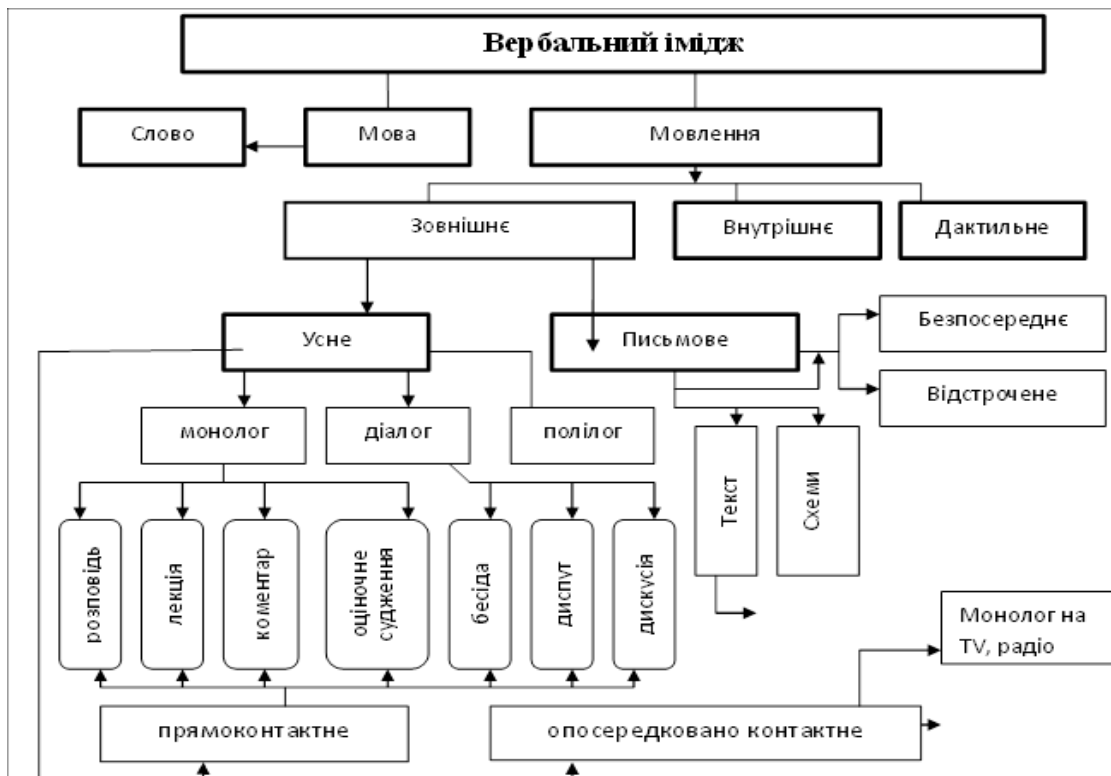 Вербальний імідж
Слово
Мова
Мовлення
Зовнішнє
Внутрішнє
Дактильне
Усне
Письмове
Безпосереднє
Відстрочене
монолог
діалог
полілог
Текст
Схеми
розповідь
лекція
коментар
оціночне
судження
бесіда
диспут
дискусія
Монолог на
TV, радіо
прямоконтактне
опосередковано контактне